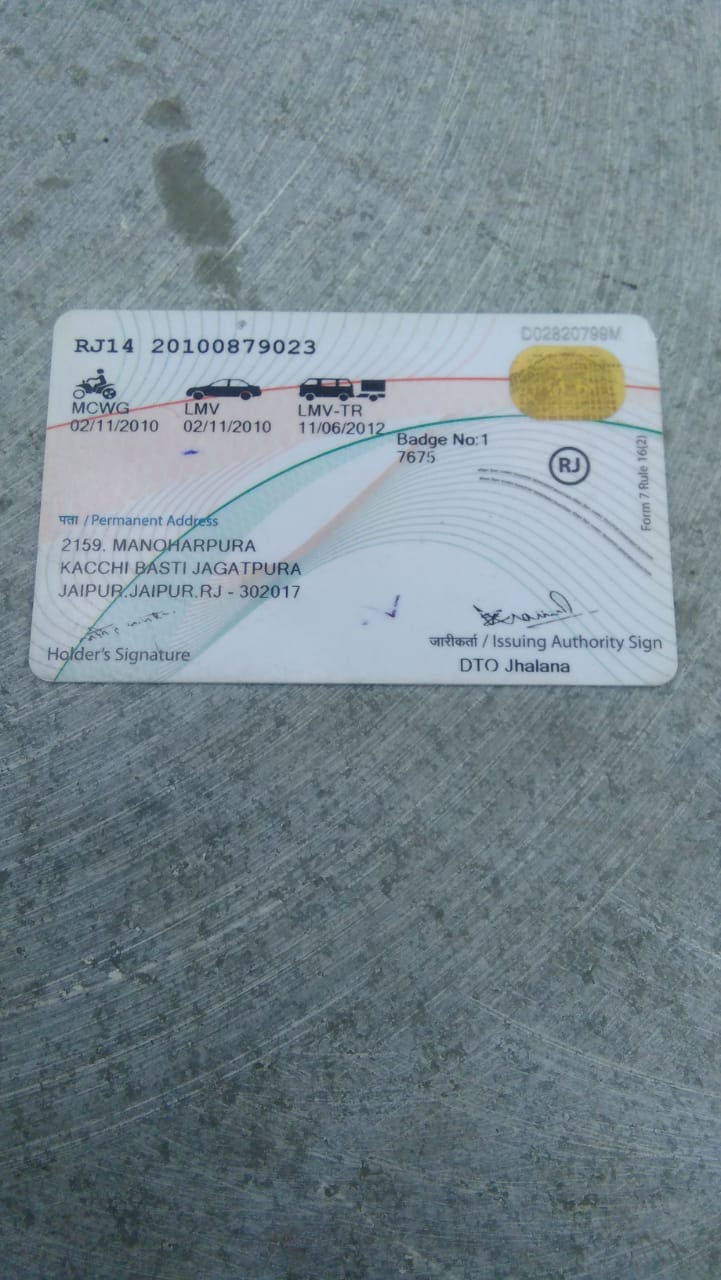 RJ14 20100879023
D02820799M
MCWG
02/11/2010
LMV
02/11/2010
LMV-TR
11/06/2012
Badge No:1
7675
RJ
Form 7 Rule 16(2)
पता / Permanent Address
2159. MANOHARPURA
KACCHI BASTI JAGATPURA
JAIPUR.JAIPUR.RJ - 302017
Holder's Signature
जारीकर्ता / Issuing Authority Sign
DTO Jhalana